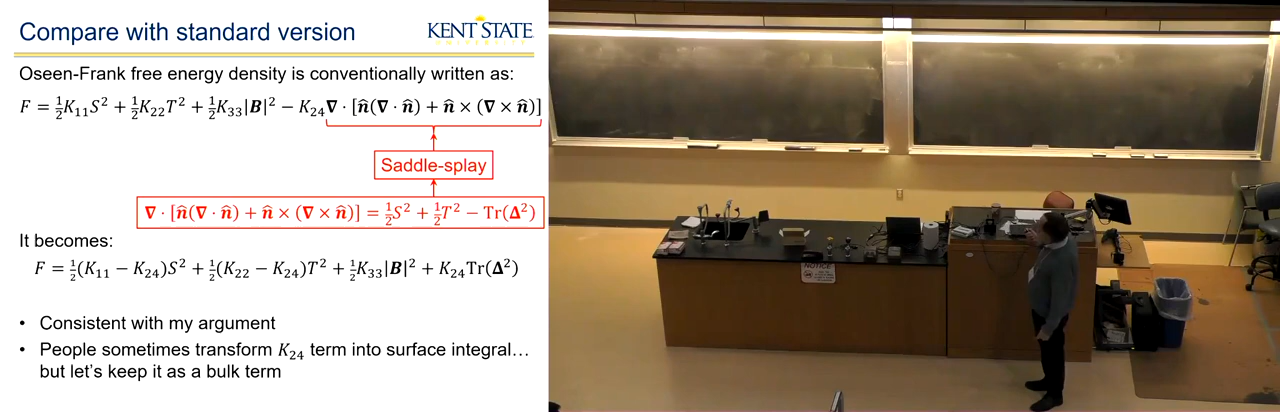 Compare with standard version
KENT STATE
UNIVERSITY
Oseen-Frank free energy density is conventionally written as:
F = ½K₁₁S² + ½K₂₂T² + ½K₃₃|B|² − K₂₄∇ · [n̂(∇ · n̂) + n̂ × (∇ × n̂)]
Saddle-splay
∇ · [n̂(∇ · n̂) + n̂ × (∇ × n̂)] = ½S² + ½T² − Tr(Δ²)
It becomes:
F = ½(K₁₁ − K₂₄)S² + ½(K₂₂ − K₂₄)T² + ½K₃₃|B|² + K₂₄Tr(Δ²)
• Consistent with my argument
• People sometimes transform K₂₄ term into surface integral…
but let's keep it as a bulk term
NOTICE